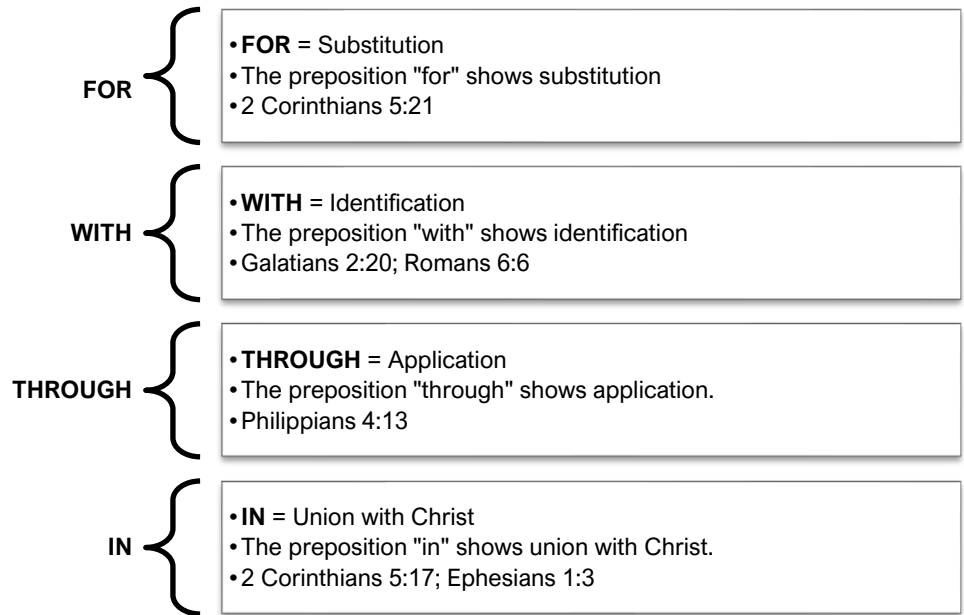 FOR
•FOR = Substitution
•The preposition "for" shows substitution
•2 Corinthians 5:21
WITH
•WITH = Identification
•The preposition "with" shows identification
•Galatians 2:20; Romans 6:6
THROUGH
•THROUGH = Application
•The preposition "through" shows application.
•Philippians 4:13
IN
•IN = Union with Christ
•The preposition "in" shows union with Christ.
•2 Corinthians 5:17; Ephesians 1:3